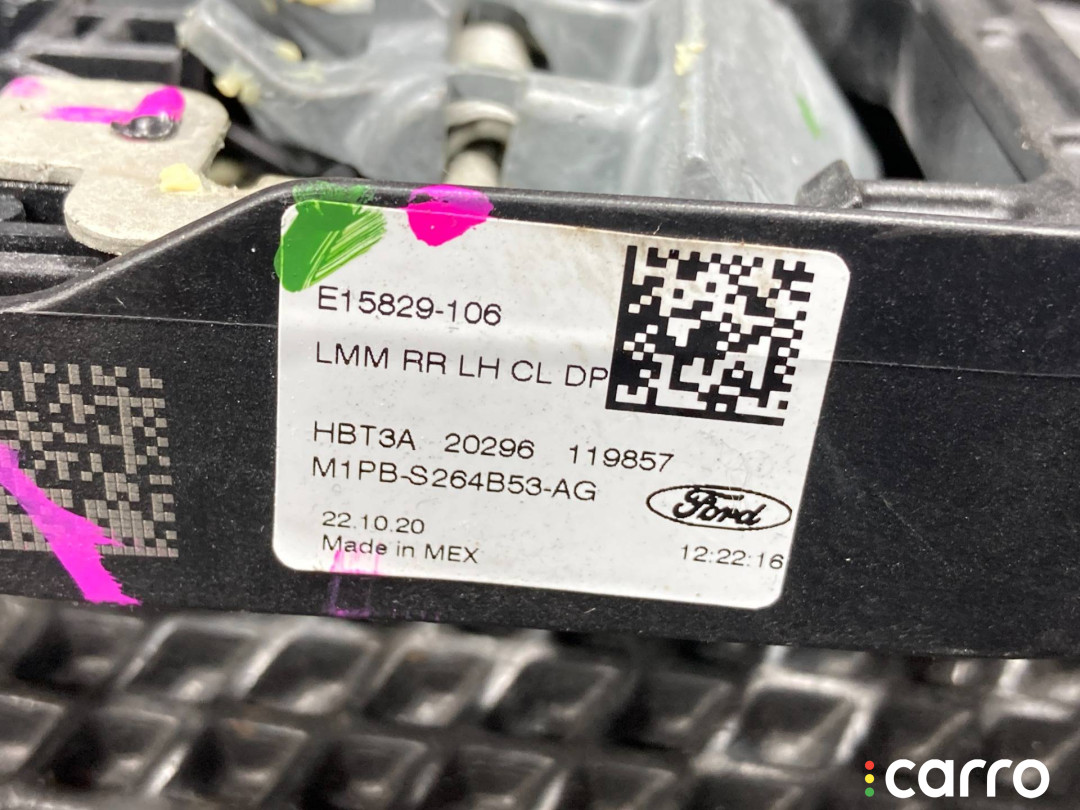 E15829-106
LMM RR LH CL DP
HBT3A 20296 119857
M1PB-S264B53-AG
Ford
22.10.20
Made in MEX
12:22:16
carro